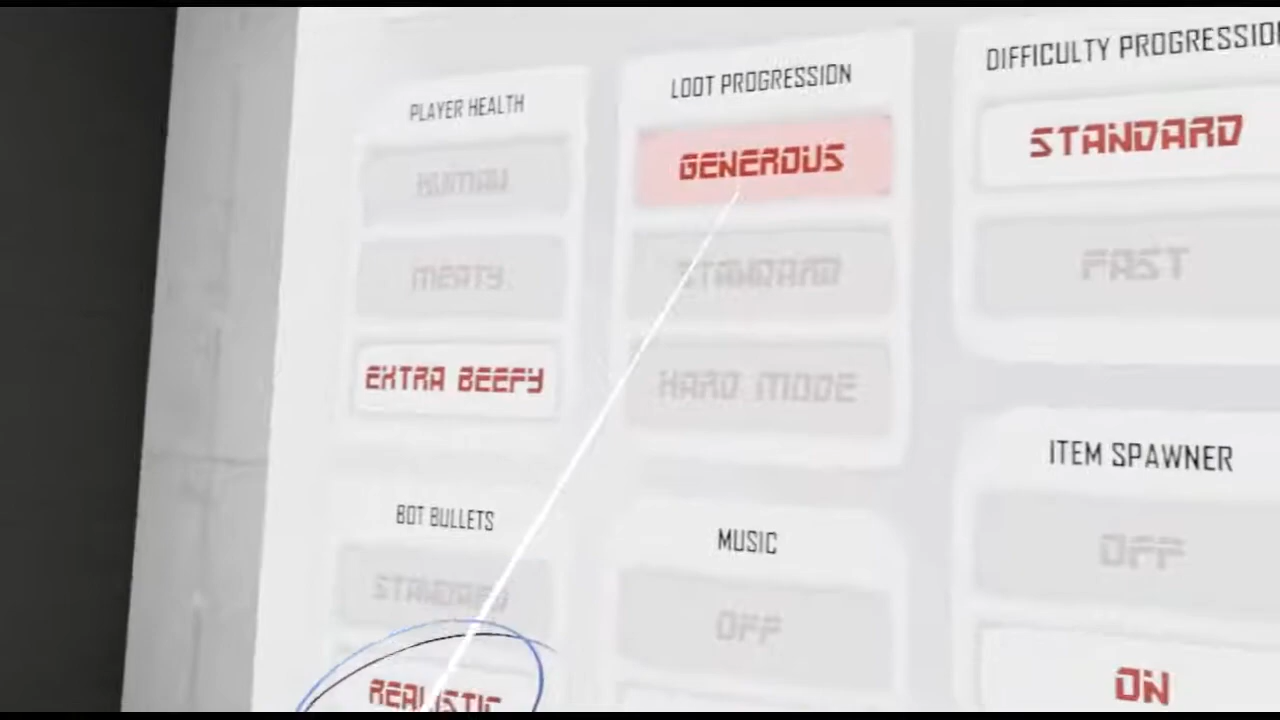 PLAYER HEALTH
HUMAN
MEATY
EXTRA BEEFY
LOOT PROGRESSION
GENEROUS
STANDARD
HARD MODE
DIFFICULTY PROGRESSIO
STANDARD
FAST
BOT BULLETS
STANDARD
REALISTIC
MUSIC
OFF
ITEM SPAWNER
OFF
ON